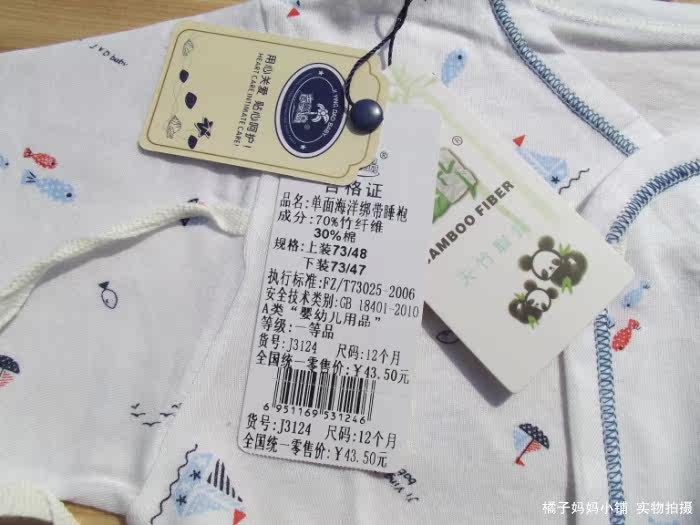 J.Y.D baby
用心关爱 贴心呵护!
HEART CARE INTIMATE CARE!
J.YING DAO BABY
®
合格证
品名:单面海洋绑带睡袍
成分:70%竹纤维
30%棉
规格:上装73/48
下装73/47
执行标准:FZ/T73025-2006
安全技术类别:GB 18401-2010
A类“婴幼儿用品”
等级:一等品
货号:J3124 尺码:12个月
全国统一零售价:¥43.50元
6 951169 531246
货号:J3124 尺码:12个月
全国统一零售价:¥43.50元
®
BAMBOO FIBER
天竹
橘子妈妈小铺 实物拍摄